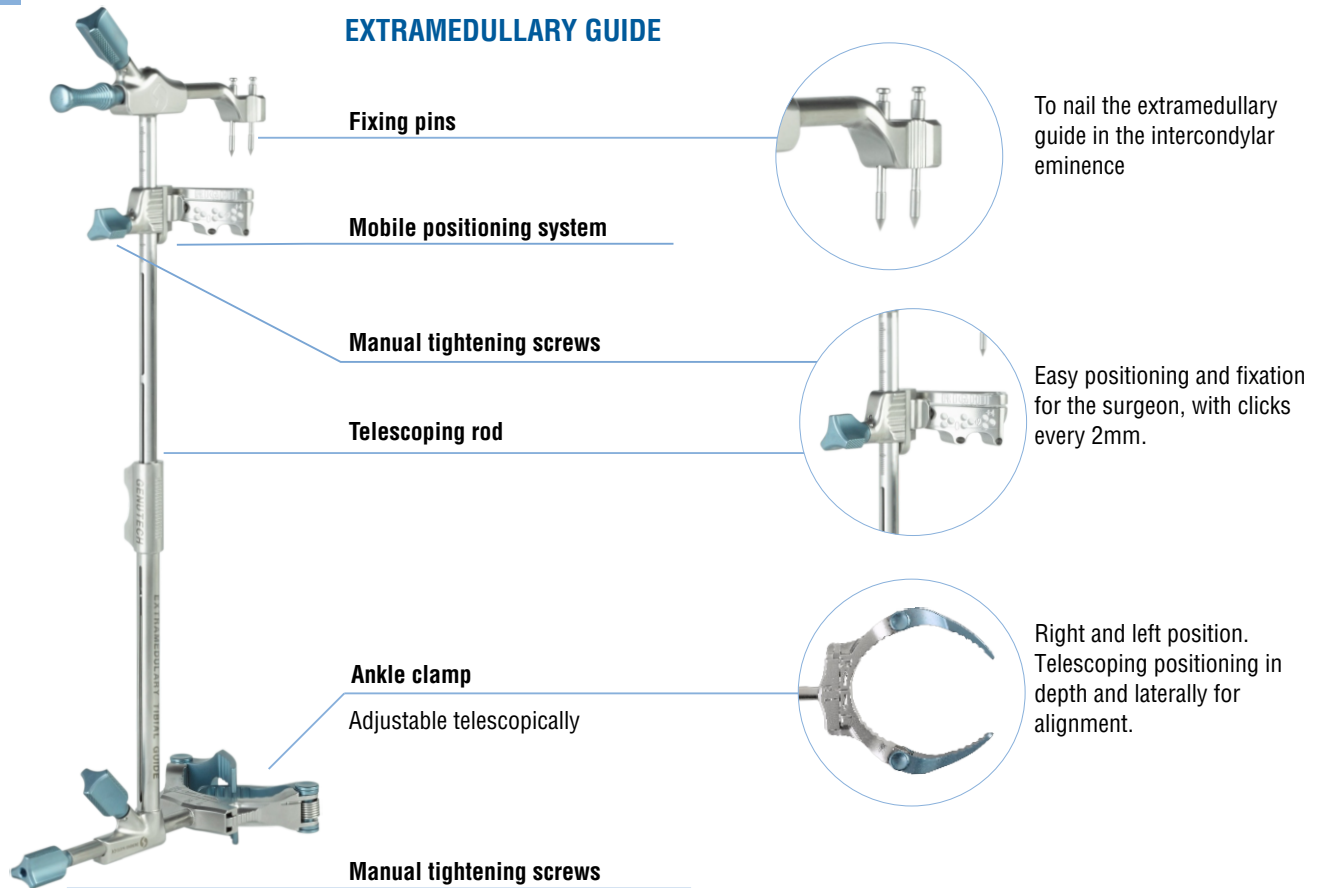 EXTRAMEDULLARY GUIDE
Fixing pins
To nail the extramedullary
guide in the intercondylar
eminence
Mobile positioning system
Manual tightening screws
Easy positioning and fixation
for the surgeon, with clicks
every 2mm.
Telescoping rod
GENUTECH
EXTRAMEDULARY TIBIAL GUIDE
Right and left position.
Telescoping positioning in
depth and laterally for
alignment.
Ankle clamp
Adjustable telescopically
Manual tightening screws